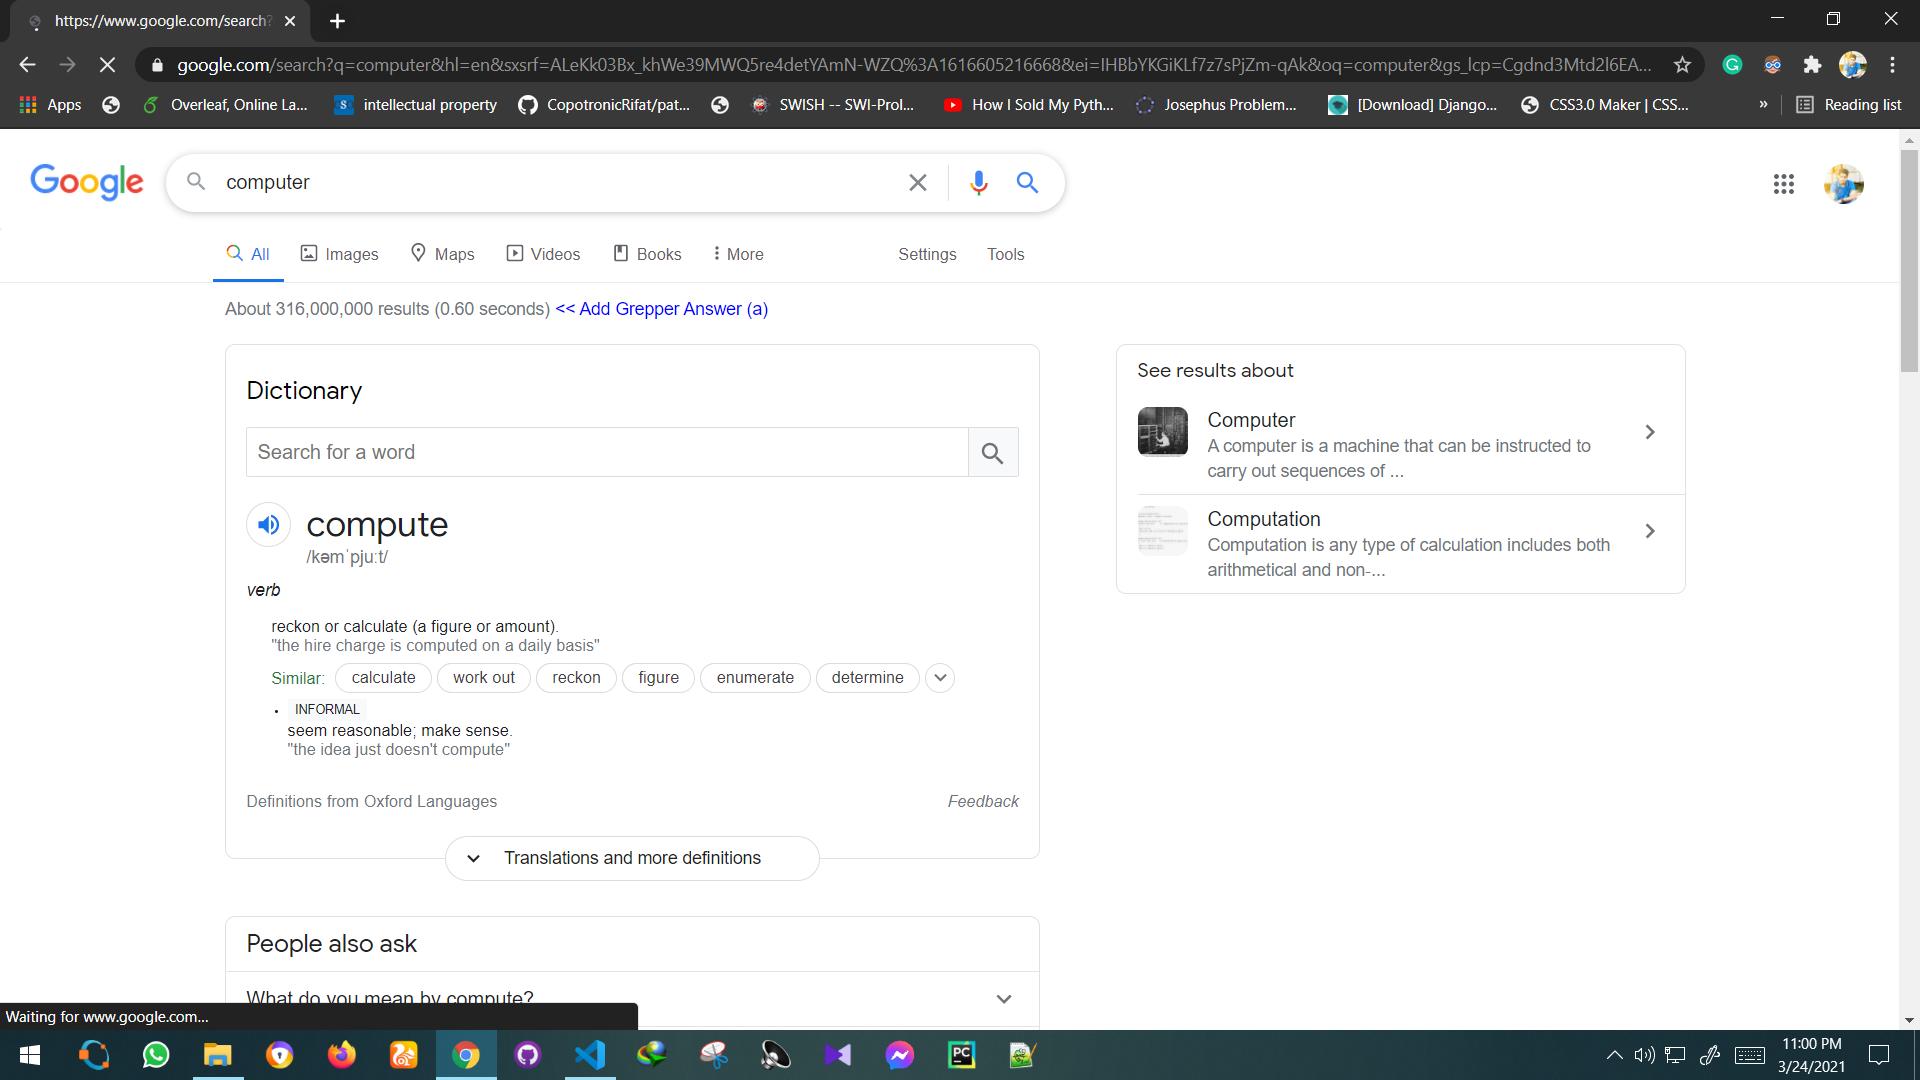 https://www.google.com/search?
google.com/search?q=computer&hl=en&sxsrf=ALeKk03Bx_khWe39MWQ5re4detYAmN-WZQ%3A1616605216668&ei=IHBbYKGiKLf7z7sPjZm-qAk&oq=computer&gs_lcp=Cgdnd3Mtd2l6EA...
Apps Overleaf, Online La... intellectual property CopotronicRifat/pat... SWISH -- SWI-Prol... How I Sold My Pyth... Josephus Problem... [Download] Django... CSS3.0 Maker | CSS... » Reading list
Google computer
All Images Maps Videos Books More Settings Tools
About 316,000,000 results (0.60 seconds) << Add Grepper Answer (a)
Dictionary
Search for a word
compute
/kəmˈpjuːt/
verb
reckon or calculate (a figure or amount).
"the hire charge is computed on a daily basis"
Similar: calculate work out reckon figure enumerate determine
• INFORMAL
seem reasonable; make sense.
"the idea just doesn't compute"
Definitions from Oxford Languages Feedback
Translations and more definitions
People also ask
What do you mean by compute?
See results about
Computer
A computer is a machine that can be instructed to
carry out sequences of ...
Computation
Computation is any type of calculation includes both
arithmetical and non-...
Waiting for www.google.com...
PC
11:00 PM
3/24/2021